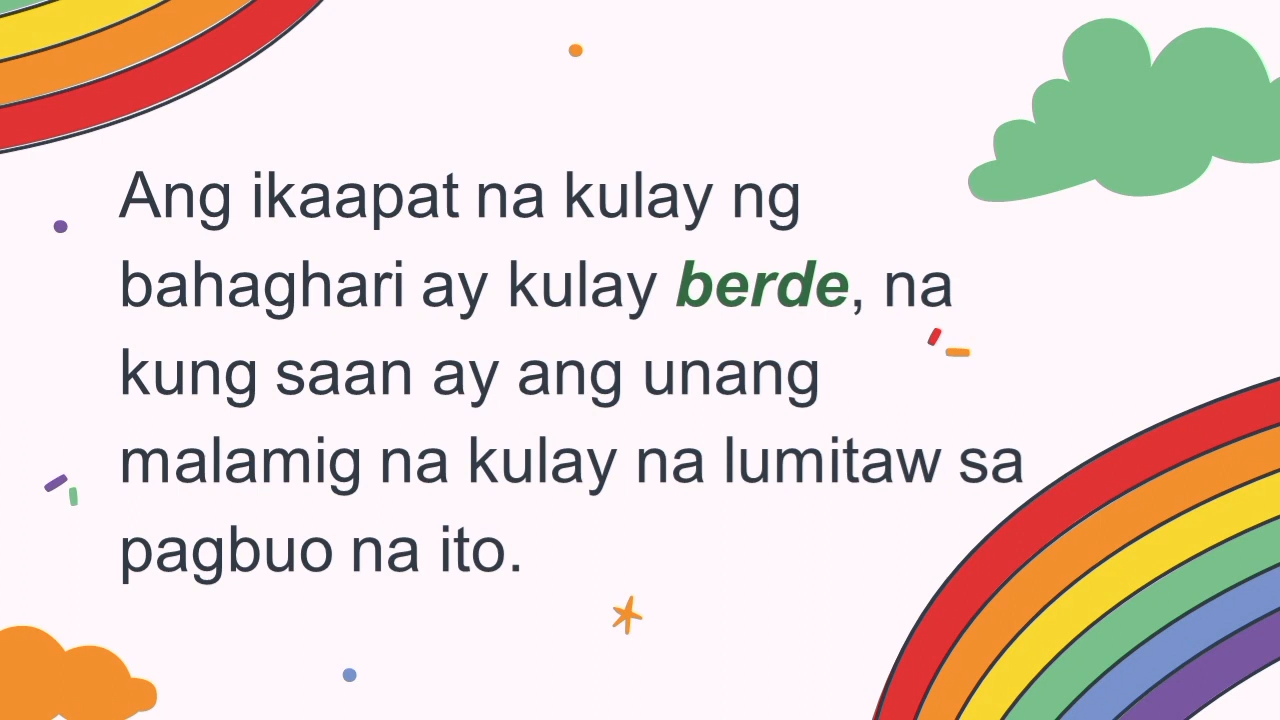 Ang ikaapat na kulay ng
bahaghari ay kulay berde, na
kung saan ay ang unang
malamig na kulay na lumitaw sa
pagbuo na ito.